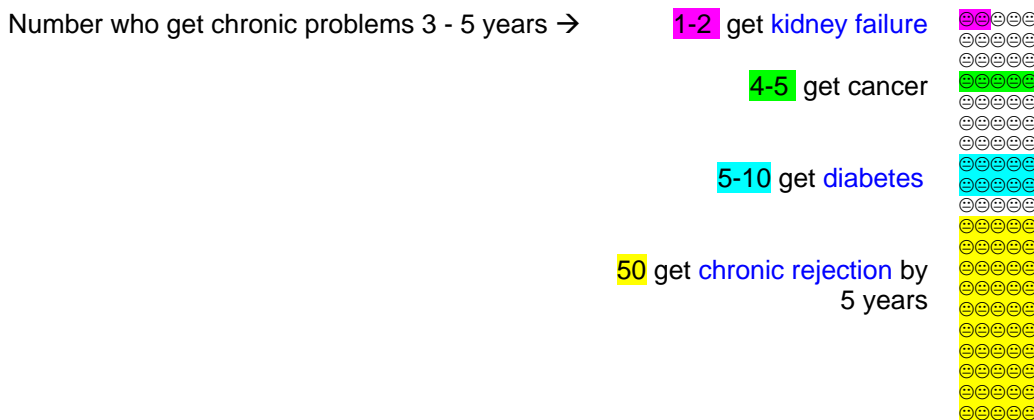 Number who get chronic problems 3 - 5 years → 1-2 get kidney failure
4-5 get cancer
5-10 get diabetes
50 get chronic rejection by
5 years